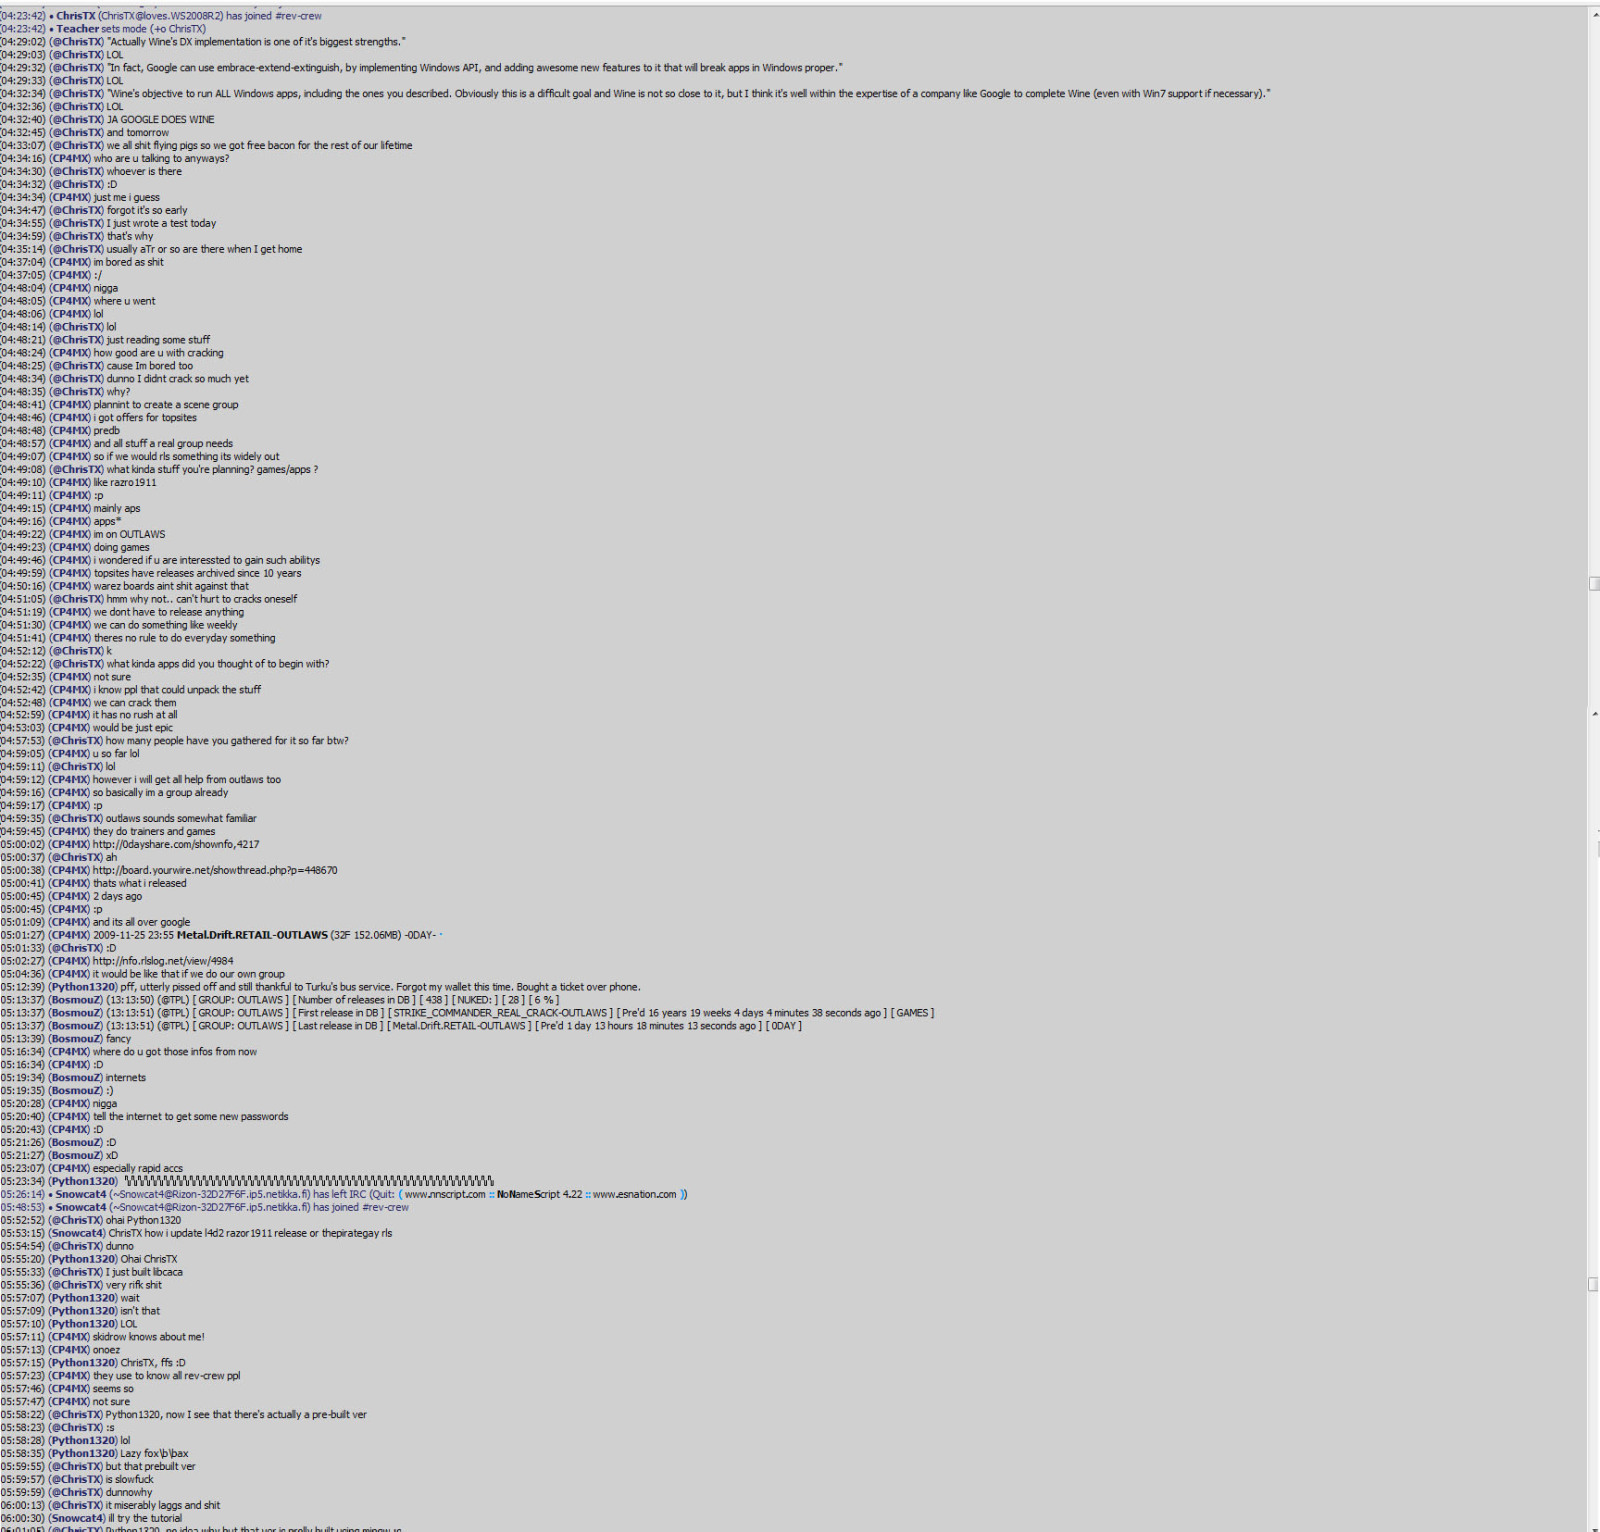 (04:23:42) • ChrisTX (ChrisTX@loves.WS2008R2) has joined #rev-crew
(04:23:42) • Teacher sets mode (+o ChrisTX)
(04:29:02) (@ChrisTX) "Actually Wine's DX implementation is one of it's biggest strengths."
(04:29:03) (@ChrisTX) LOL
(04:29:32) (@ChrisTX) "In fact, Google can use embrace-extend-extinguish, by implementing Windows API, and adding awesome new features to it that will break apps in Windows proper."
(04:29:33) (@ChrisTX) LOL
(04:32:34) (@ChrisTX) "Wine's objective to run ALL Windows apps, including the ones you described. Obviously this is a difficult goal and Wine is not so close to it, but I think it's well within the expertise of a company like Google to complete Wine (even with Win7 support if necessary)."
(04:32:36) (@ChrisTX) LOL
(04:32:40) (@ChrisTX) JA GOOGLE DOES WINE
(04:32:45) (@ChrisTX) and tomorrow
(04:33:07) (@ChrisTX) we all shit flying pigs so we got free bacon for the rest of our lifetime
(04:34:16) (CP4MX) who are u talking to anyways?
(04:34:30) (@ChrisTX) whoever is there
(04:34:32) (@ChrisTX) :D
(04:34:34) (CP4MX) just me i guess
(04:34:47) (@ChrisTX) forgot it's so early
(04:34:55) (@ChrisTX) I just wrote a test today
(04:34:59) (@ChrisTX) that's why
(04:35:14) (@ChrisTX) usually aTr or so are there when I get home
(04:37:04) (CP4MX) im bored as shit
(04:37:05) (CP4MX) :/
(04:48:04) (CP4MX) nigga
(04:48:05) (CP4MX) where u went
(04:48:06) (CP4MX) lol
(04:48:14) (@ChrisTX) lol
(04:48:21) (@ChrisTX) just reading some stuff
(04:48:24) (CP4MX) how good are u with cracking
(04:48:25) (@ChrisTX) cause Im bored too
(04:48:34) (@ChrisTX) dunno I didnt crack so much yet
(04:48:35) (@ChrisTX) why?
(04:48:41) (CP4MX) plannint to create a scene group
(04:48:46) (CP4MX) i got offers for topsites
(04:48:48) (CP4MX) predb
(04:48:57) (CP4MX) and all stuff a real group needs
(04:49:07) (CP4MX) so if we would rls something its widely out
(04:49:08) (@ChrisTX) what kinda stuff you're planning? games/apps ?
(04:49:10) (CP4MX) like razro1911
(04:49:11) (CP4MX) :p
(04:49:15) (CP4MX) mainly aps
(04:49:16) (CP4MX) apps*
(04:49:22) (CP4MX) im on OUTLAWS
(04:49:23) (CP4MX) doing games
(04:49:46) (CP4MX) i wondered if u are interessted to gain such abilitys
(04:49:59) (CP4MX) topsites have releases archived since 10 years
(04:50:16) (CP4MX) warez boards aint shit against that
(04:51:05) (@ChrisTX) hmm why not.. can't hurt to cracks oneself
(04:51:19) (CP4MX) we dont have to release anything
(04:51:30) (CP4MX) we can do something like weekly
(04:51:41) (CP4MX) theres no rule to do everyday something
(04:52:12) (@ChrisTX) k
(04:52:22) (@ChrisTX) what kinda apps did you thought of to begin with?
(04:52:35) (CP4MX) not sure
(04:52:42) (CP4MX) i know ppl that could unpack the stuff
(04:52:48) (CP4MX) we can crack them
(04:52:59) (CP4MX) it has no rush at all
(04:53:03) (CP4MX) would be just epic
(04:57:53) (@ChrisTX) how many people have you gathered for it so far btw?
(04:59:05) (CP4MX) u so far lol
(04:59:11) (@ChrisTX) lol
(04:59:12) (CP4MX) however i will get all help from outlaws too
(04:59:16) (CP4MX) so basically im a group already
(04:59:17) (CP4MX) :p
(04:59:35) (@ChrisTX) outlaws sounds somewhat familiar
(04:59:45) (CP4MX) they do trainers and games
05:00:02) (CP4MX) http://0dayshare.com/shownfo,4217
05:00:37) (@ChrisTX) ah
05:00:38) (CP4MX) http://board.yourwire.net/showthread.php?p=448670
05:00:41) (CP4MX) thats what i released
05:00:45) (CP4MX) 2 days ago
05:00:45) (CP4MX) :p
05:01:09) (CP4MX) and its all over google
05:01:27) (CP4MX) 2009-11-25 23:55 Metal.Drift.RETAIL-OUTLAWS (32F 152.06MB) -0DAY- ·
05:01:33) (@ChrisTX) :D
05:02:27) (CP4MX) http://nfo.rlslog.net/view/4984
05:04:36) (CP4MX) it would be like that if we do our own group
05:12:39) (Python1320) pff, utterly pissed off and still thankful to Turku's bus service. Forgot my wallet this time. Bought a ticket over phone.
05:13:37) (BosmouZ) (13:13:50) (@TPL) [ GROUP: OUTLAWS ] [ Number of releases in DB ] [ 438 ] [ NUKED: ] [ 28 ] [ 6 % ]
05:13:37) (BosmouZ) (13:13:51) (@TPL) [ GROUP: OUTLAWS ] [ First release in DB ] [ STRIKE_COMMANDER_REAL_CRACK-OUTLAWS ] [ Pre'd 16 years 19 weeks 4 days 4 minutes 38 seconds ago ] [ GAMES ]
05:13:37) (BosmouZ) (13:13:51) (@TPL) [ GROUP: OUTLAWS ] [ Last release in DB ] [ Metal.Drift.RETAIL-OUTLAWS ] [ Pre'd 1 day 13 hours 18 minutes 13 seconds ago ] [ 0DAY ]
05:13:39) (BosmouZ) fancy
05:16:34) (CP4MX) where do u got those infos from now
05:16:34) (CP4MX) :D
05:19:34) (BosmouZ) internets
05:19:35) (BosmouZ) :)
05:20:28) (CP4MX) nigga
05:20:40) (CP4MX) tell the internet to get some new passwords
05:20:43) (CP4MX) :D
05:21:26) (BosmouZ) :D
05:21:27) (BosmouZ) xD
05:23:07) (CP4MX) especially rapid accs
05:23:34) (Python1320)
05:26:14) • Snowcat4 (~Snowcat4@Rizon-32D27F6F.ip5.netikka.fi) has left IRC (Quit: ( www.nnscript.com :: NoNameScript 4.22 :: www.esnation.com ))
05:48:53) • Snowcat4 (~Snowcat4@Rizon-32D27F6F.ip5.netikka.fi) has joined #rev-crew
05:52:52) (@ChrisTX) ohai Python1320
05:53:15) (Snowcat4) ChrisTX how i update l4d2 razor1911 release or thepirategay rls
05:54:54) (@ChrisTX) dunno
05:55:20) (Python1320) Ohai ChrisTX
05:55:33) (@ChrisTX) I just built libcaca
05:55:36) (@ChrisTX) very rifk shit
05:57:07) (Python1320) wait
05:57:09) (Python1320) isn't that
05:57:10) (Python1320) LOL
05:57:11) (CP4MX) skidrow knows about me!
05:57:13) (CP4MX) onoez
05:57:15) (Python1320) ChrisTX, ffs :D
05:57:23) (CP4MX) they use to know all rev-crew ppl
05:57:46) (CP4MX) seems so
05:57:47) (CP4MX) not sure
05:58:22) (@ChrisTX) Python1320, now I see that there's actually a pre-built ver
05:58:23) (@ChrisTX) :s
05:58:28) (Python1320) lol
05:58:35) (Python1320) Lazy fox\b\bax
05:59:55) (@ChrisTX) but that prebuilt ver
05:59:57) (@ChrisTX) is slowfuck
05:59:59) (@ChrisTX) dunnowhy
06:00:13) (@ChrisTX) it miserably laggs and shit
06:00:30) (Snowcat4) ill try the tutorial
06:01:05) (@ChrisTX) Python1320, no idea why but that ver is prolly built using mingw